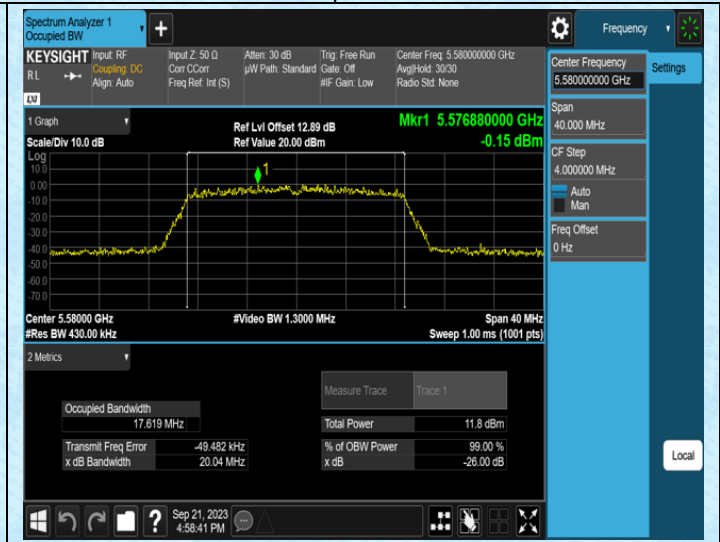 Spectrum Analyzer 1
Occupied BW
Frequency
KEYSIGHT
RL
Input: RF
Coupling: DC
Align: Auto
Input Z: 50 Ω
Corr CCorr
Freq Ref: Int (S)
Atten: 30 dB
µW Path: Standard
Trig: Free Run
Gate: Off
#IF Gain: Low
Center Freq: 5.580000000 GHz
Avg|Hold: 30/30
Radio Std: None
LXI
1 Graph
Scale/Div 10.0 dB
Ref Lvl Offset 12.89 dB
Ref Value 20.00 dBm
Mkr1 5.576880000 GHz
-0.15 dBm
Log
10.0
0.00
-10.0
-20.0
-30.0
-40.0
-50.0
-60.0
-70.0
1
Center 5.58000 GHz
#Res BW 430.00 kHz
#Video BW 1.3000 MHz
Span 40 MHz
Sweep 1.00 ms (1001 pts)
2 Metrics
Measure Trace
Trace 1
Occupied Bandwidth
17.619 MHz
Total Power
11.8 dBm
Transmit Freq Error
-49.482 kHz
% of OBW Power
99.00 %
x dB Bandwidth
20.04 MHz
x dB
-26.00 dB
Center Frequency
5.580000000 GHz
Settings
Span
40.000 MHz
CF Step
4.000000 MHz
Auto
Man
Freq Offset
0 Hz
Local
?
Sep 21, 2023
4:58:41 PM